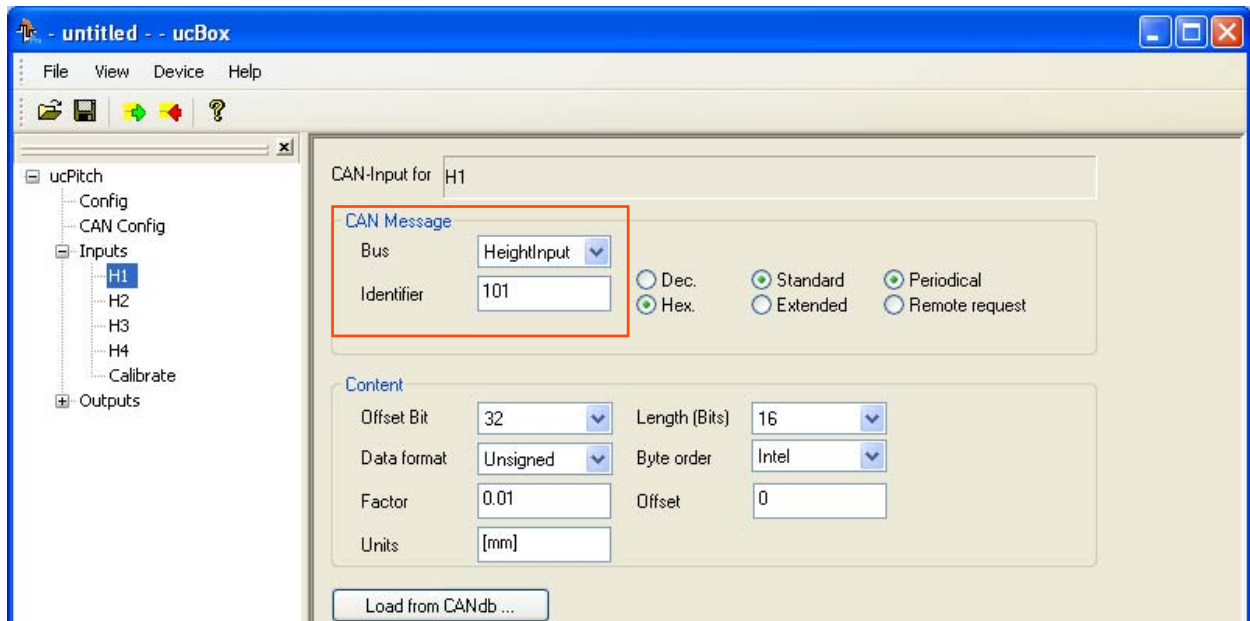 - untitled - - ucBox
File View Device Help
ucPitch
Config
CAN Config
Inputs
H1
H2
H3
H4
Calibrate
Outputs
CAN-Input for H1
CAN Message
Bus HeightInput
Identifier 101
Dec. Standard Periodical
Hex. Extended Remote request
Content
Offset Bit 32 Length (Bits) 16
Data format Unsigned Byte order Intel
Factor 0.01 Offset 0
Units [mm]
Load from CANdb ...